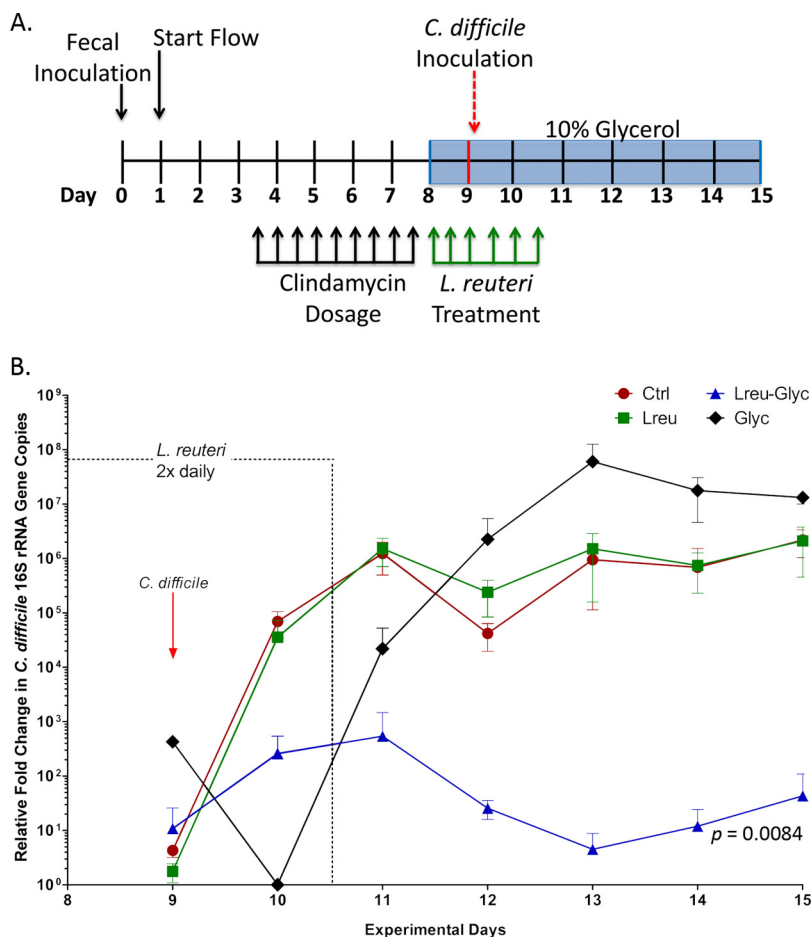 A.
Fecal
Inoculation
Start Flow
C. difficile
Inoculation
10% Glycerol
Day 0 1 2 3 4 5 6 7 8 9 10 11 12 13 14 15
Clindamycin
Dosage
L. reuteri
Treatment
B.
Relative Fold Change in C. difficile 16S rRNA Gene Copies
10⁹
10⁸
10⁷
10⁶
10⁵
10⁴
10³
10²
10¹
10⁰
Ctrl
Lreu
Lreu-Glyc
Glyc
L. reuteri
2x daily
C. difficile
p = 0.0084
8 9 10 11 12 13 14 15
Experimental Days